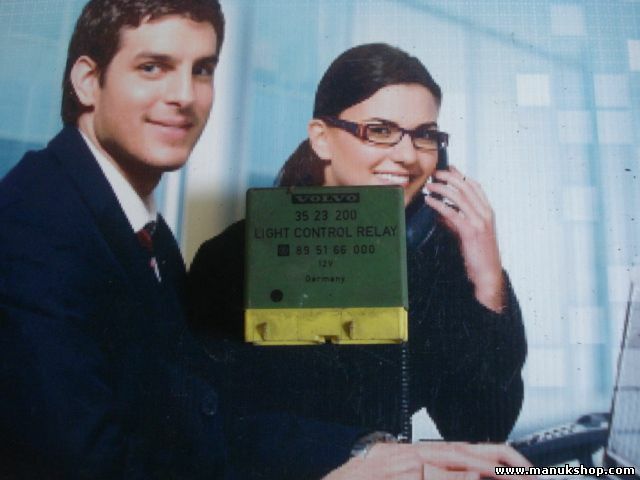 VOLVO
35 23 200
LIGHT CONTROL RELAY
89 51 66 000
12V
Germany
www.manukshop.com